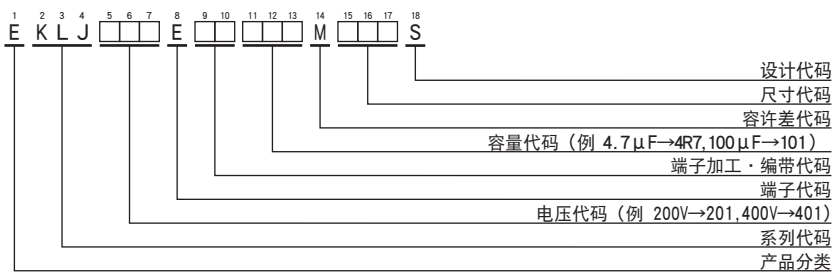 1 2 3 4 5 6 7 8 9 10 11 12 13 14 15 16 17 18
E KLJ □□□ E □□ □□□ M □□□ S
设计代码
尺寸代码
容许差代码
容量代码（例 4.7μF→4R7,100μF→101）
端子加工・编带代码
端子代码
电压代码（例 200V→201,400V→401）
系列代码
产品分类